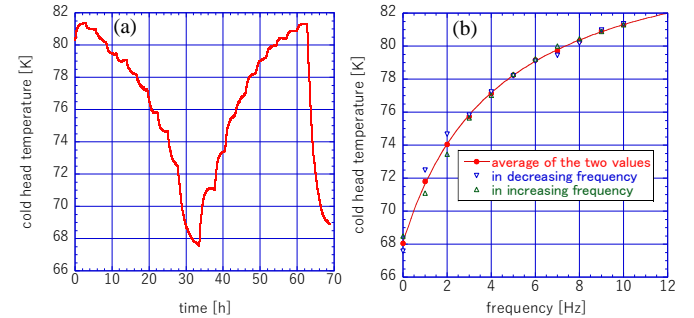 (a)
cold head temperature [K]
82
80
78
76
74
72
70
68
66
0 10 20 30 40 50 60 70
time [h]
(b)
cold head temperature [K]
82
80
78
76
74
72
70
68
66
average of the two values
in decreasing frequency
in increasing frequency
0 2 4 6 8 10 12
frequency [Hz]